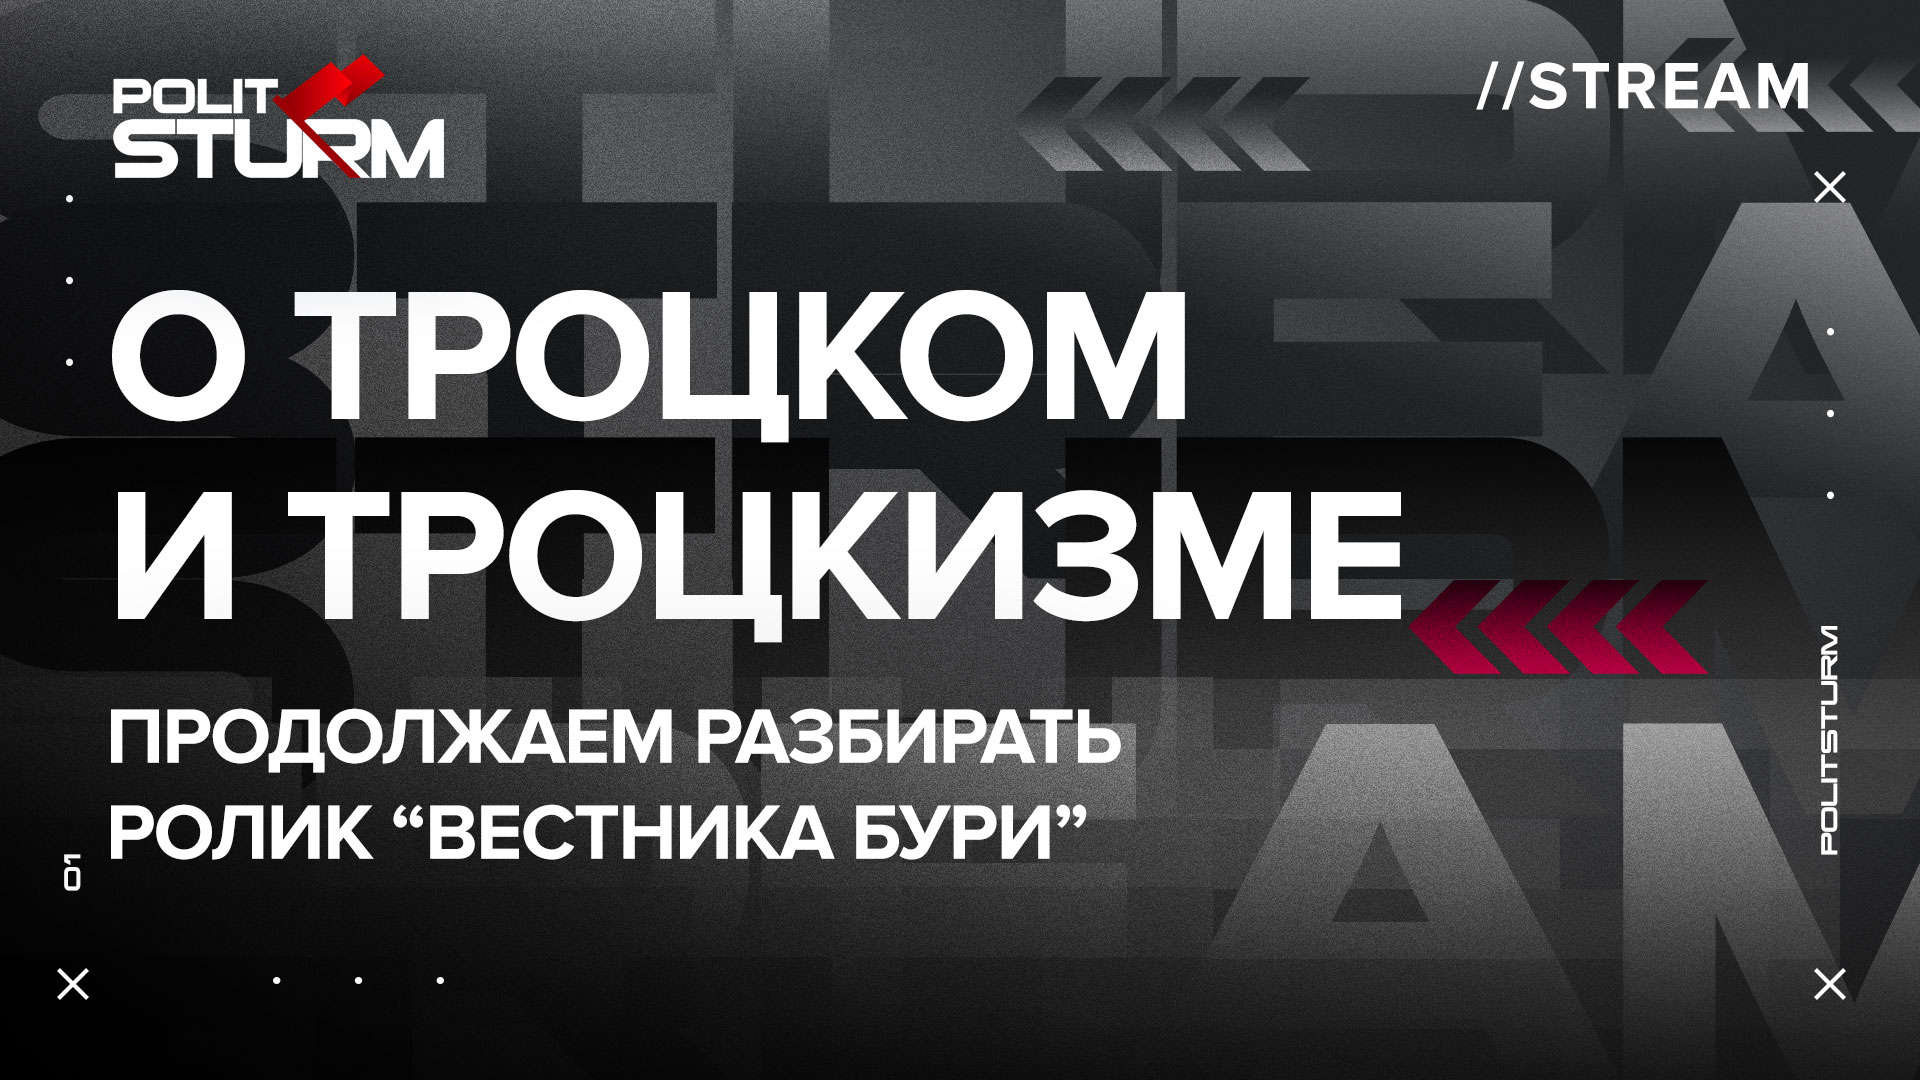 POLIT
STURM
//STREAM
О ТРОЦКОМ
И ТРОЦКИЗМЕ
ПРОДОЛЖАЕМ РАЗБИРАТЬ
РОЛИК “ВЕСТНИКА БУРИ”
01
POLITSTURM